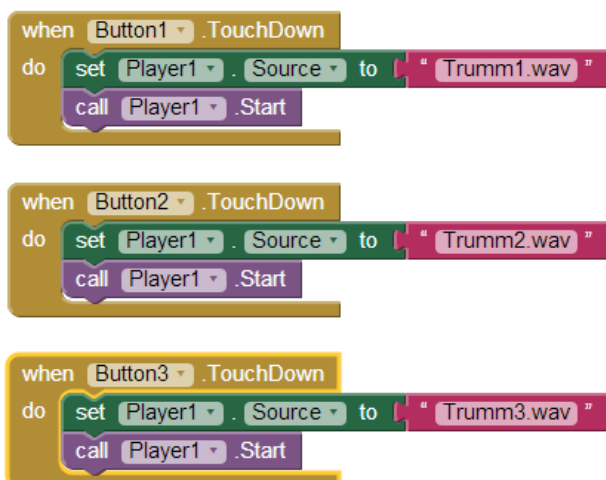 when Button1 .TouchDown
do set Player1 . Source to “ Trumm1.wav ”
call Player1 .Start
when Button2 .TouchDown
do set Player1 . Source to “ Trumm2.wav ”
call Player1 .Start
when Button3 .TouchDown
do set Player1 . Source to “ Trumm3.wav ”
call Player1 .Start